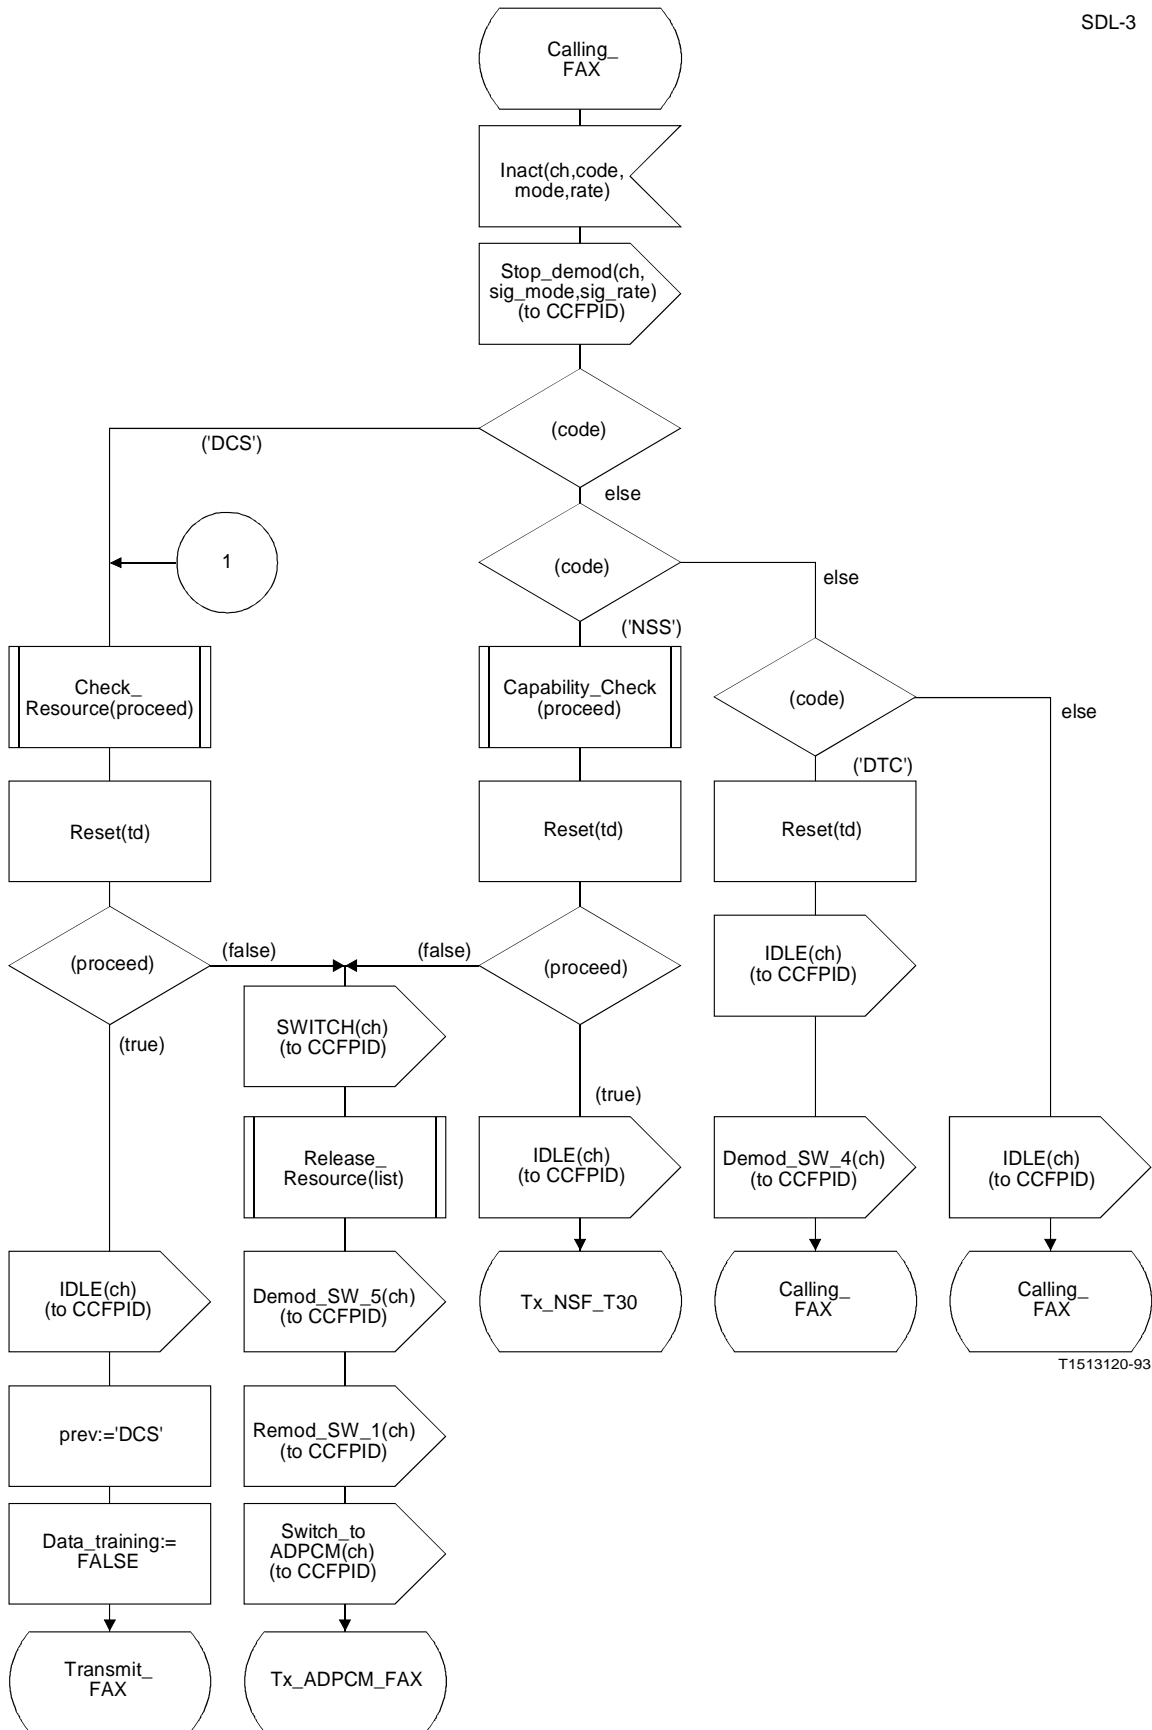 SDL-3
Calling_
FAX
Inact(ch,code,
mode,rate)
Stop_demod(ch,
sig_mode,sig_rate)
(to CCFPID)
(code)
('DCS')
else
1
(code)
else
('NSS')
Check_
Resource(proceed)
Capability_Check
(proceed)
(code)
else
('DTC')
Reset(td)
Reset(td)
Reset(td)
(proceed)
(false)
(false)
(proceed)
IDLE(ch)
(to CCFPID)
(true)
SWITCH(ch)
(to CCFPID)
(true)
Release_
Resource(list)
IDLE(ch)
(to CCFPID)
Demod_SW_4(ch)
(to CCFPID)
IDLE(ch)
(to CCFPID)
IDLE(ch)
(to CCFPID)
Demod_SW_5(ch)
(to CCFPID)
Tx_NSF_T30
Calling_
FAX
Calling_
FAX
T1513120-93
prev:='DCS'
Remod_SW_1(ch)
(to CCFPID)
Data_training:=
FALSE
Switch_to
ADPCM(ch)
(to CCFPID)
Transmit_
FAX
Tx_ADPCM_FAX